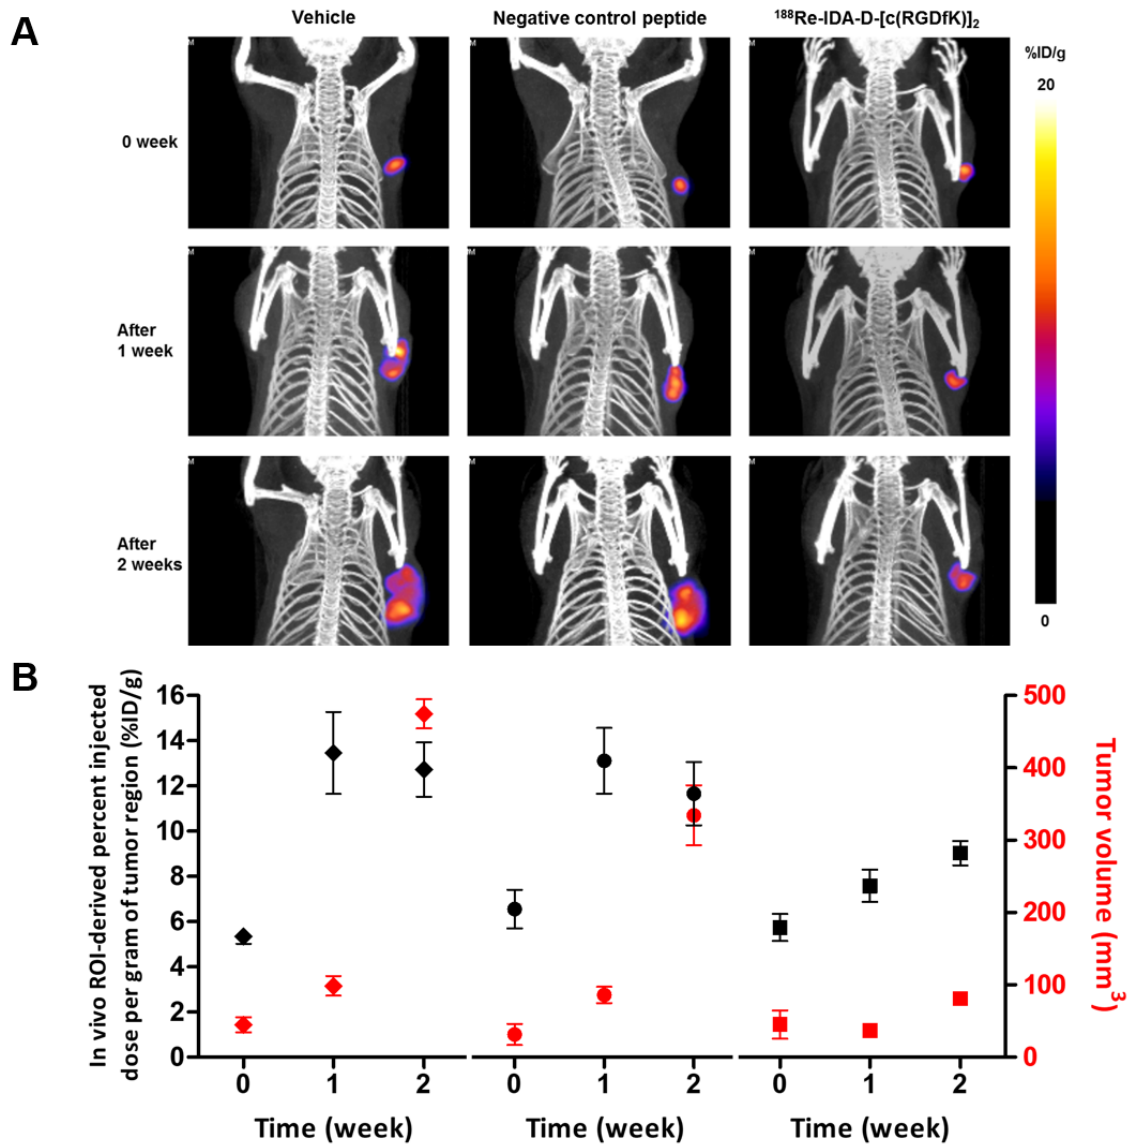 A
Vehicle
Negative control peptide
¹⁸⁸Re-IDA-D-[c(RGDfK)]₂
%ID/g
20
0 week
After
1 week
After
2 weeks
0
M
M
M
M
M
M
M
M
B
In vivo ROI-derived percent injected
dose per gram of tumor region (%ID/g)
16
14
12
10
8
6
4
2
0
500
400
300
200
100
0
Tumor volume (mm³)
0 1 2
0 1 2
0 1 2
Time (week)
Time (week)
Time (week)